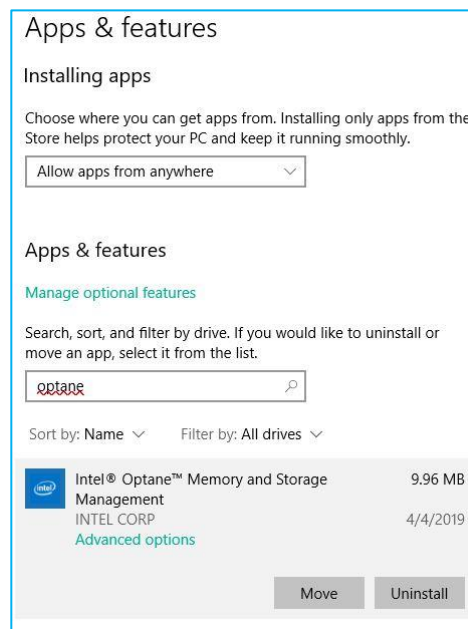 Apps & features
Installing apps
Choose where you can get apps from. Installing only apps from the
Store helps protect your PC and keep it running smoothly.
Allow apps from anywhere
Apps & features
Manage optional features
Search, sort, and filter by drive. If you would like to uninstall or
move an app, select it from the list.
optane
Sort by: Name Filter by: All drives
intel
Intel® Optane™ Memory and Storage 9.96 MB
Management
INTEL CORP 4/4/2019
Advanced options
Move Uninstall